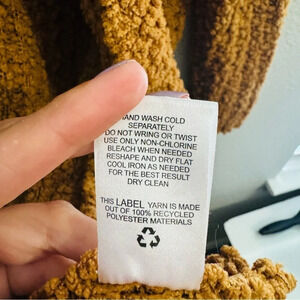 HAND WASH COLD
SEPARATELY
DO NOT WRING OR TWIST
USE ONLY NON-CHLORINE
BLEACH WHEN NEEDED
RESHAPE AND DRY FLAT
COOL IRON AS NEEDED
FOR THE BEST RESULT
DRY CLEAN
THIS LABEL YARN IS MADE
OUT OF 100% RECYCLED
POLYESTER MATERIALS